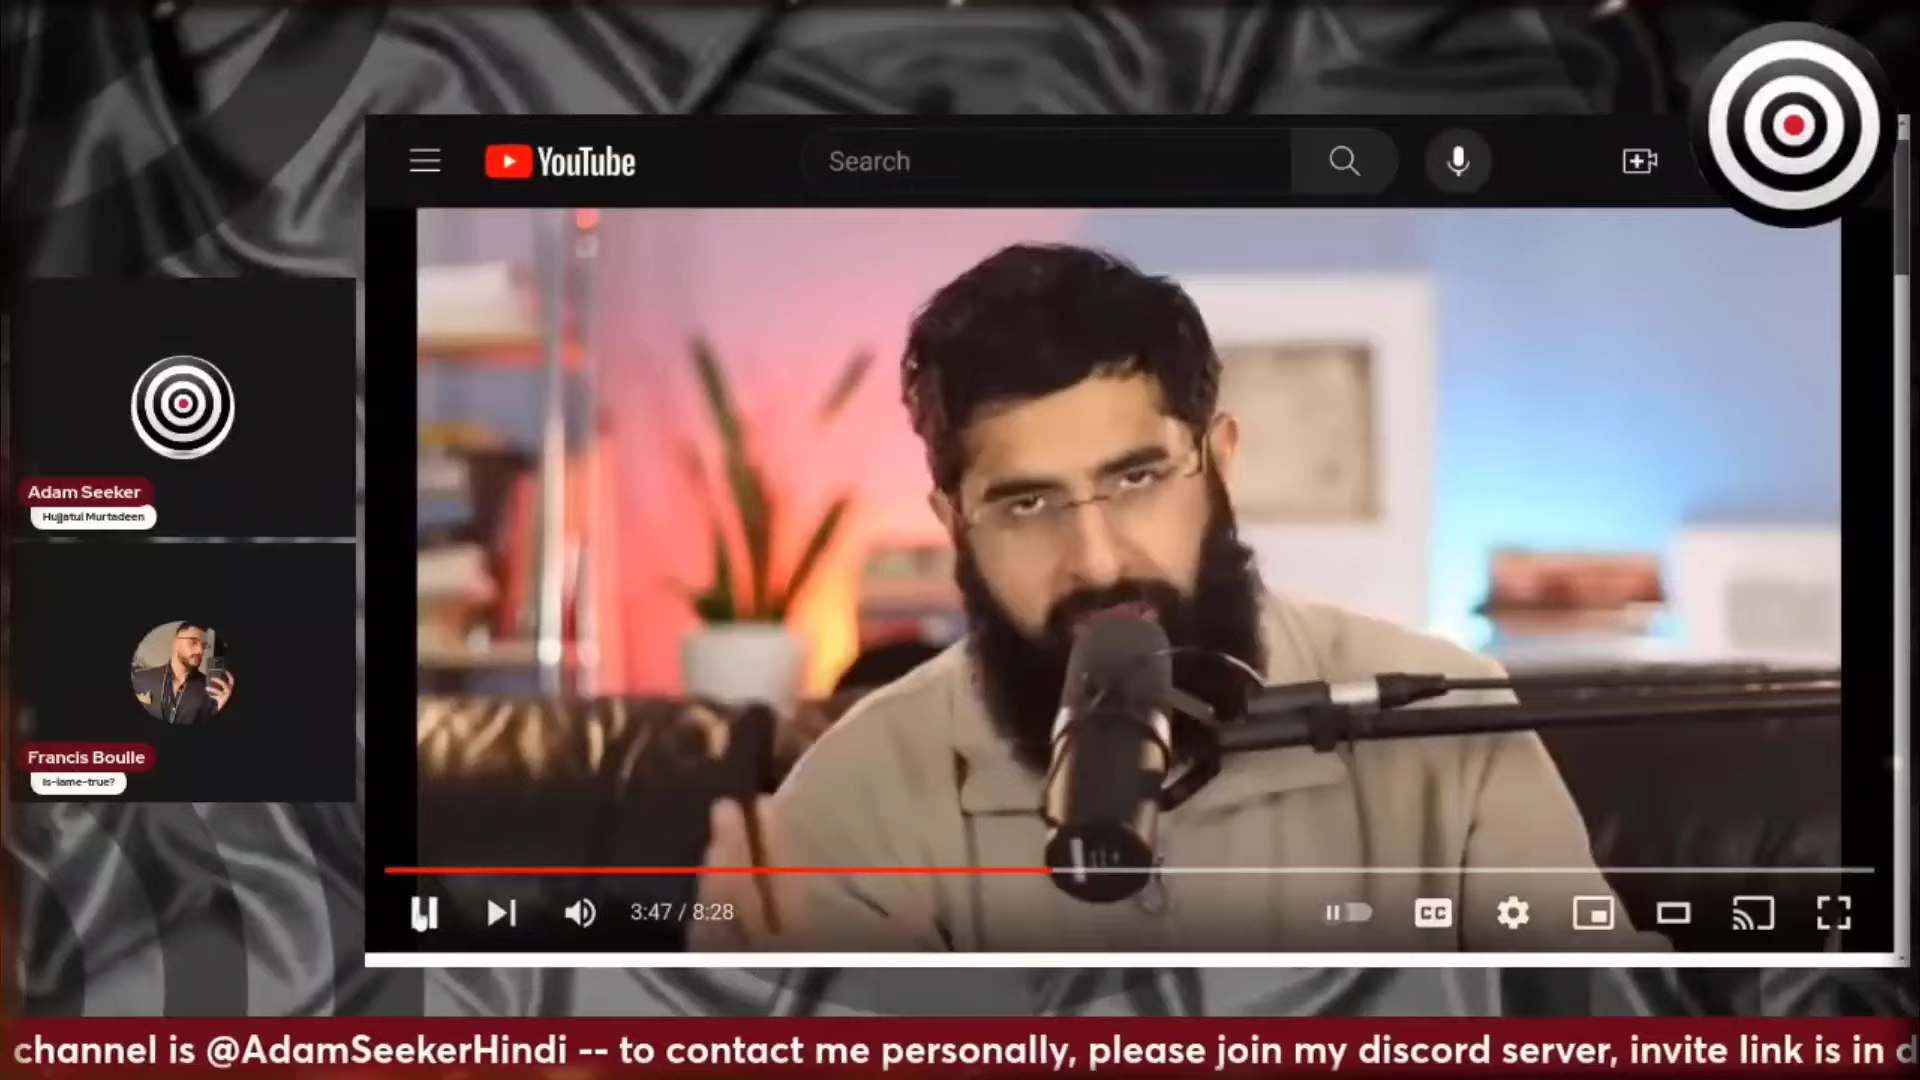 YouTube
Search
Adam Seeker
Hujjatul Murtadeen
Francis Boulle
Is-lame-true?
3:47 / 8:28
CC
channel is @AdamSeekerHindi -- to contact me personally, please join my discord server, invite link is in d